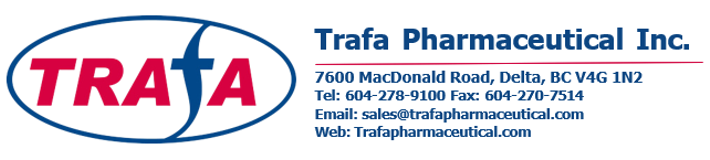 TRAfA
Trafa Pharmaceutical Inc.
7600 MacDonald Road, Delta, BC V4G 1N2
Tel: 604-278-9100 Fax: 604-270-7514
Email: sales@trafapharmaceutical.com
Web: Trafapharmaceutical.com